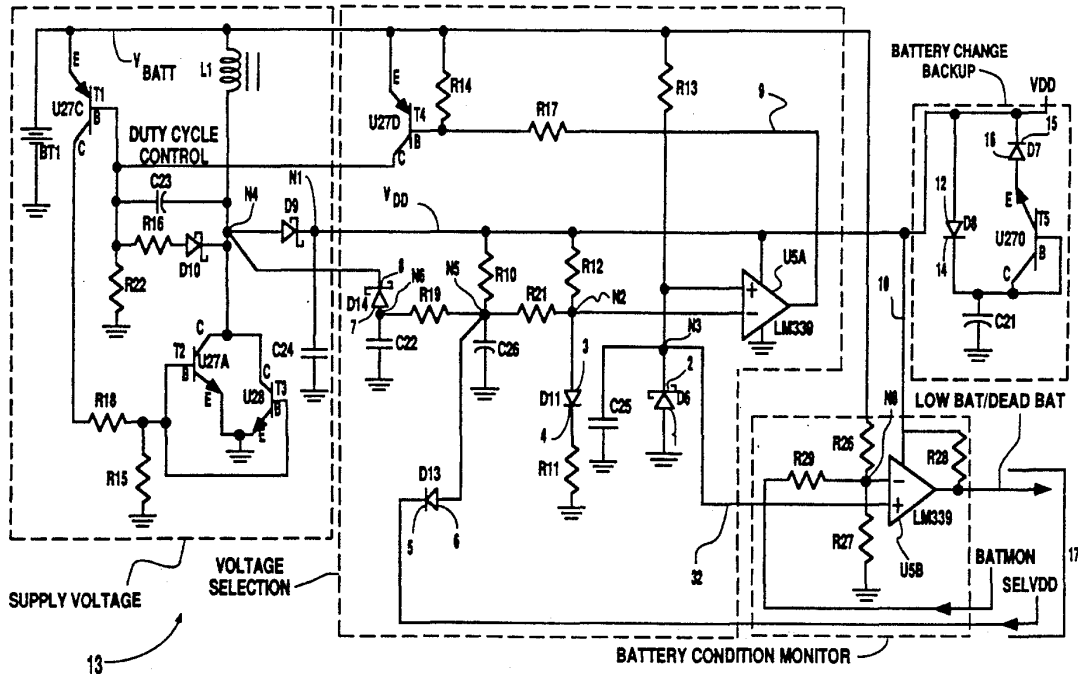 E
V BATT
L1
T1
U27C
B
C
BT1
DUTY CYCLE
CONTROL
C23
N4
N1
D9
R16
D10
R22
C
T2
U27A
B
E
C
U28
T3
B
E
C24
R18
R15
SUPPLY VOLTAGE
13
E
R14
U27D
T4
B
C
R17
R13
9
V DD
8
N6
N5
D14
7
R19
R10
R12
R21
N2
C22
C26
U5A
+
-
LM339
3
N3
2
D11
4
C25
D6
R11
D13
5
6
32
VOLTAGE
SELECTION
BATTERY CHANGE
BACKUP
VDD
15
16
D7
12
D8
E
T5
U270
B
C
14
C21
18
LOW BAT/DEAD BAT
R26
N8
R29
R28
-
+
LM339
R27
U5B
BATMON
SELVDD
17
BATTERY CONDITION MONITOR